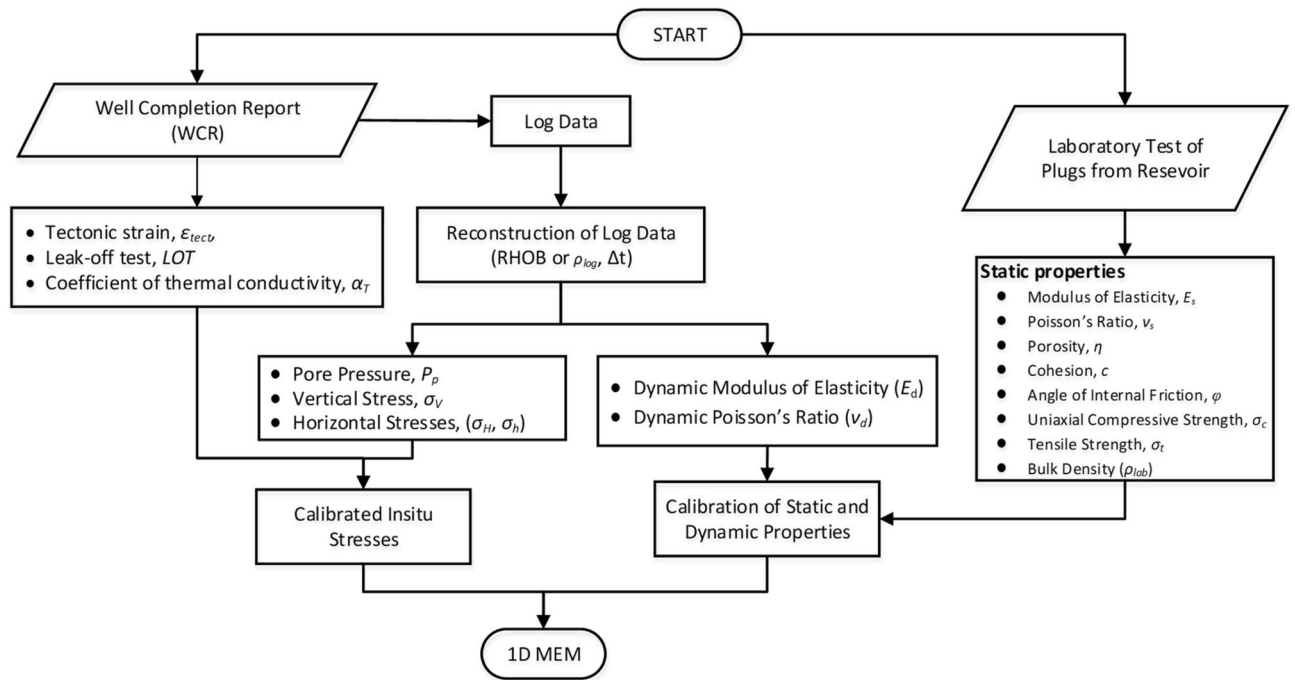 START
Well Completion Report
(WCR)
Log Data
Laboratory Test of
Plugs from Resevoir
• Tectonic strain, εtect,
• Leak-off test, LOT
• Coefficient of thermal conductivity, αT
Reconstruction of Log Data
(RHOB or ρlog, Δt)
Static properties
• Modulus of Elasticity, Es
• Poisson’s Ratio, vs
• Porosity, η
• Cohesion, c
• Angle of Internal Friction, φ
• Uniaxial Compressive Strength, σc
• Tensile Strength, σt
• Bulk Density (ρlab)
• Pore Pressure, Pp
• Vertical Stress, σV
• Horizontal Stresses, (σH, σh)
• Dynamic Modulus of Elasticity (Ed)
• Dynamic Poisson’s Ratio (vd)
Calibrated Insitu
Stresses
Calibration of Static and
Dynamic Properties
1D MEM